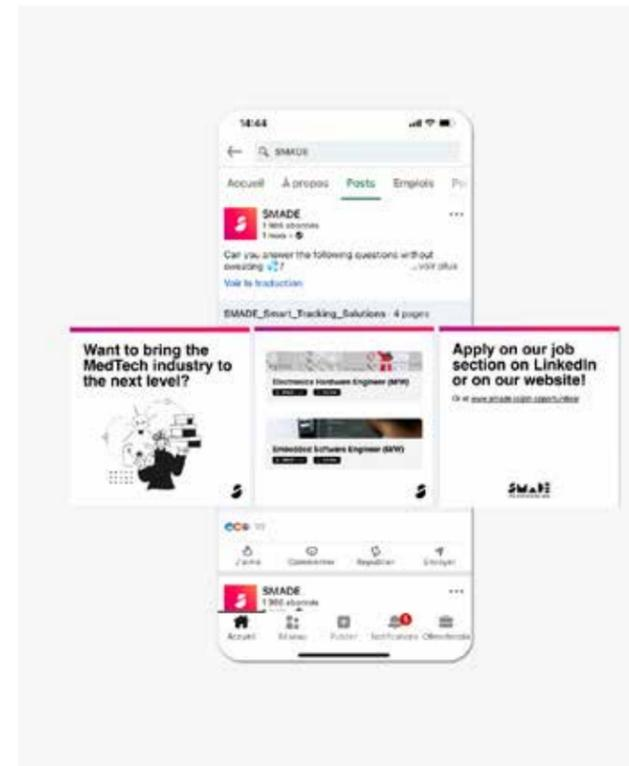 14:44
SMADE
Accueil À propos Posts Emplois
SMADE
1 mois
Can you answer the following questions without
sweating 💦? ...voir plus
Voir la traduction
SMADE_Smart_Tracking_Solutions · 4 pages
Want to bring the
MedTech industry to
the next level?
Electronics Hardware Engineer (M/W)
Embedded Software Engineer (M/W)
Apply on our job
section on LinkedIn
or on our website!
SMADE
J'aime Commenter Republier Envoyer
SMADE
Accueil Réseau Publier Notifications Offres d'emploi